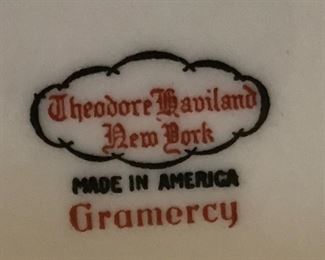 Theodore Haviland
New York
MADE IN AMERICA
Gramercy